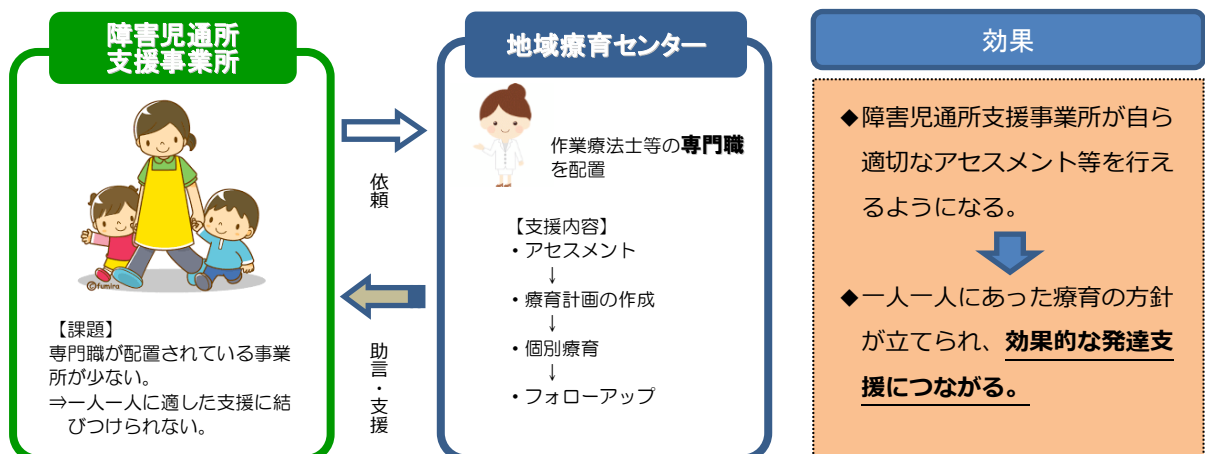 障害児通所
支援事業所
©fumira
【課題】
専門職が配置されている事業
所が少ない。
⇒一人一人に適した支援に結
びつけられない。
依頼
助言・支援
地域療育センター
作業療法士等の専門職
を配置
【支援内容】
・アセスメント
↓
・療育計画の作成
↓
・個別療育
↓
・フォローアップ
効果
◆障害児通所支援事業所が自ら
適切なアセスメント等を行え
るようになる。
◆一人一人にあった療育の方針
が立てられ、効果的な発達支
援につながる。